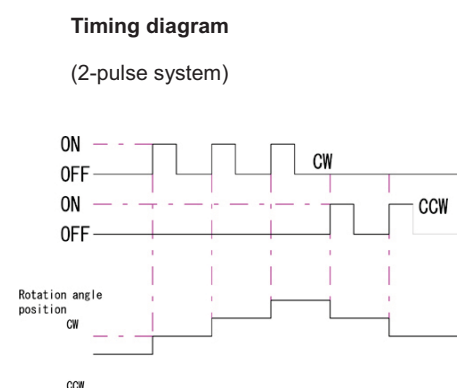 Timing diagram
(2-pulse system)
ON
OFF
CW
ON
OFF
CCW
Rotation angle
position
CW
CCW